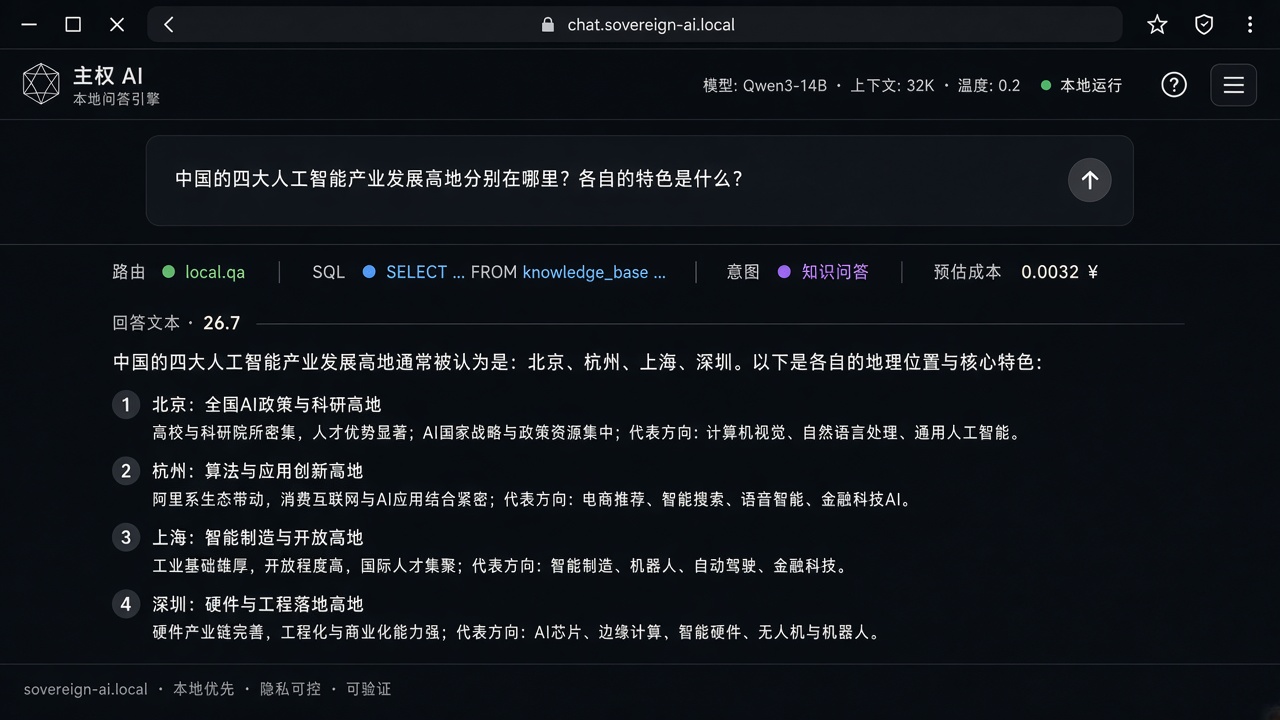 chat.sovereign-ai.local
主权 AI
本地问答引擎
模型: Qwen3-14B · 上下文: 32K · 温度: 0.2 本地运行
中国的四大人工智能产业发展高地分别在哪里？各自的特色是什么？
路由 local.qa | SQL SELECT ... FROM knowledge_base ... | 意图 知识问答 | 预估成本 0.0032 ¥
回答文本 · 26.7
中国的四大人工智能产业发展高地通常被认为是：北京、杭州、上海、深圳。以下是各自的地理位置与核心特色：
1 北京：全国AI政策与科研高地
高校与科研院所密集，人才优势显著；AI国家战略与政策资源集中；代表方向：计算机视觉、自然语言处理、通用人工智能。
2 杭州：算法与应用创新高地
阿里系生态带动，消费互联网与AI应用结合紧密；代表方向：电商推荐、智能搜索、语音智能、金融科技AI。
3 上海：智能制造与开放高地
工业基础雄厚，开放程度高，国际人才集聚；代表方向：智能制造、机器人、自动驾驶、金融科技。
4 深圳：硬件与工程落地高地
硬件产业链完善，工程化与商业化能力强；代表方向：AI芯片、边缘计算，智能硬件、无人机与机器人。
sovereign-ai.local · 本地优先 · 隐私可控 · 可验证